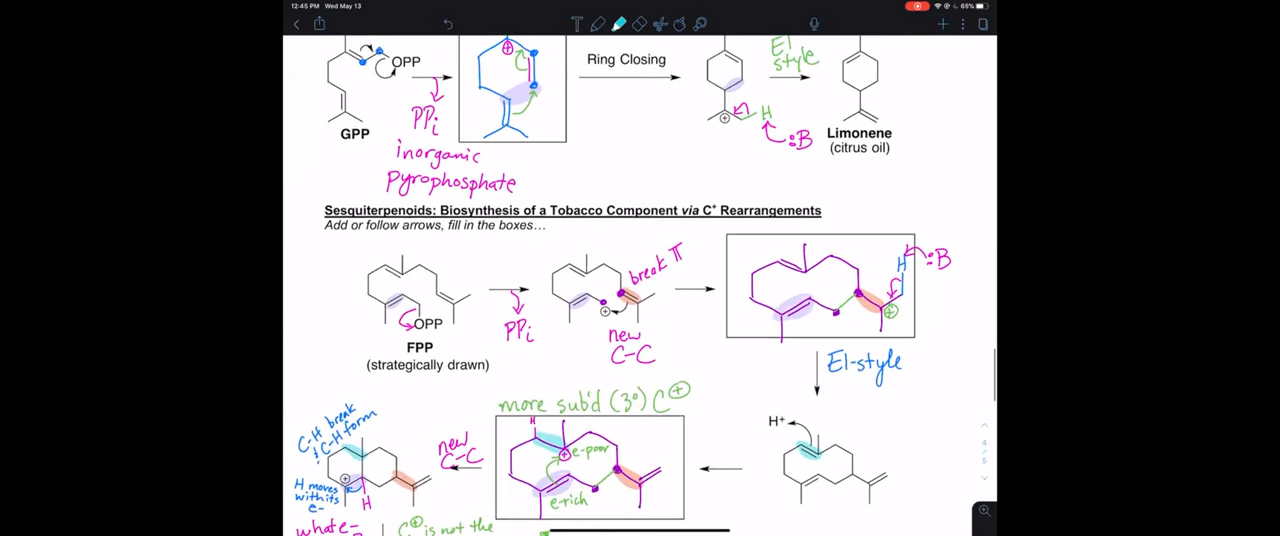 12:45 PM Wed May 13
65%
OPP
GPP
PPi
inorganic
Pyrophosphate
Ring Closing
E1
style
H
:B
Limonene
(citrus oil)
Sesquiterpenoids: Biosynthesis of a Tobacco Component via C+ Rearrangements
Add or follow arrows, fill in the boxes…
OPP
FPP
(strategically drawn)
PPi
break π
new
C-C
H
:B
E1-style
more sub'd (3°) C+
H+
H
e-poor
e-rich
new
C-C
C-H break
& C-H form
H moves
with its
e-
H
what e-
C+ is not the
4
/
5